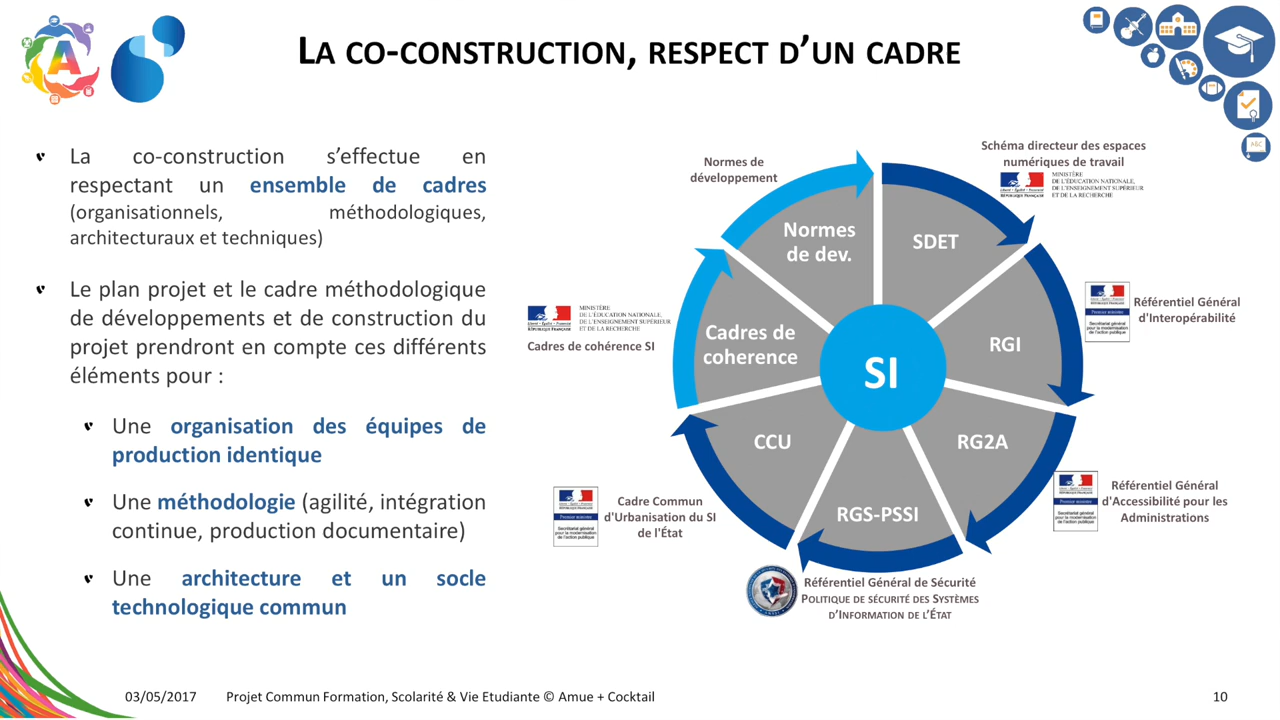 LA CO-CONSTRUCTION, RESPECT D’UN CADRE
La co-construction s’effectue en
respectant un ensemble de cadres
(organisationnels, méthodologiques,
architecturaux et techniques)
Le plan projet et le cadre méthodologique
de développements et de construction du
projet prendront en compte ces différents
éléments pour :
Une organisation des équipes de
production identique
Une méthodologie (agilité, intégration
continue, production documentaire)
Une architecture et un socle
technologique commun
Normes de
développement
Schéma directeur des espaces
numériques de travail
MINISTÈRE
DE L'ÉDUCATION NATIONALE,
DE L'ENSEIGNEMENT SUPÉRIEUR
ET DE LA RECHERCHE
Normes
de dev.
SDET
Référentiel Général
d'Interopérabilité
MINISTÈRE
DE L'ÉDUCATION NATIONALE,
DE L'ENSEIGNEMENT SUPÉRIEUR
ET DE LA RECHERCHE
Cadres de cohérence SI
Cadres de
coherence
RGI
SI
CCU
RG2A
RGS-PSSI
Cadre Commun
d'Urbanisation du SI
de l'État
Référentiel Général
d'Accessibilité pour les
Administrations
Référentiel Général de Sécurité
POLITIQUE DE SÉCURITÉ DES SYSTÈMES
D’INFORMATION DE L’ÉTAT
A
ABC
03/05/2017 Projet Commun Formation, Scolarité & Vie Etudiante © Amue + Cocktail 10